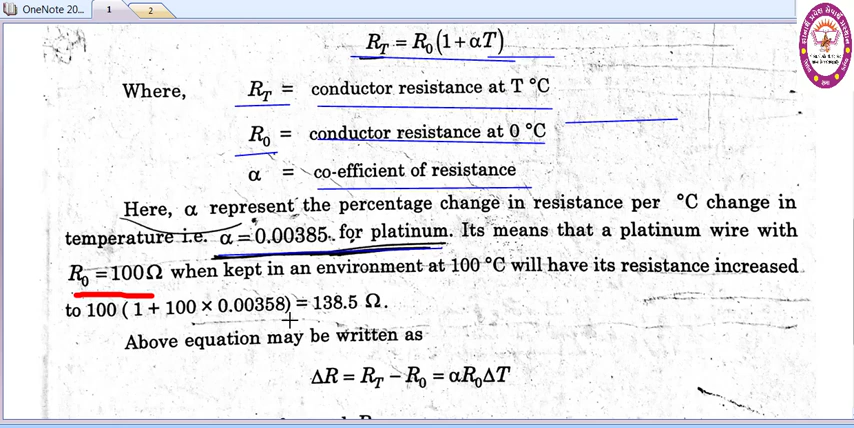 OneNote 20...
1
2
R_T = R_0 (1 + αT)
Where, R_T = conductor resistance at T °C
R_0 = conductor resistance at 0 °C
α = co-efficient of resistance
Here, α represent the percentage change in resistance per °C change in
temperature i.e. α = 0.00385. for platinum. Its means that a platinum wire with
R_0 = 100Ω when kept in an environment at 100 °C will have its resistance increased
to 100 ( 1 + 100 × 0.00358) = 138.5 Ω.
Above equation may be written as
ΔR = R_T − R_0 = αR_0ΔT